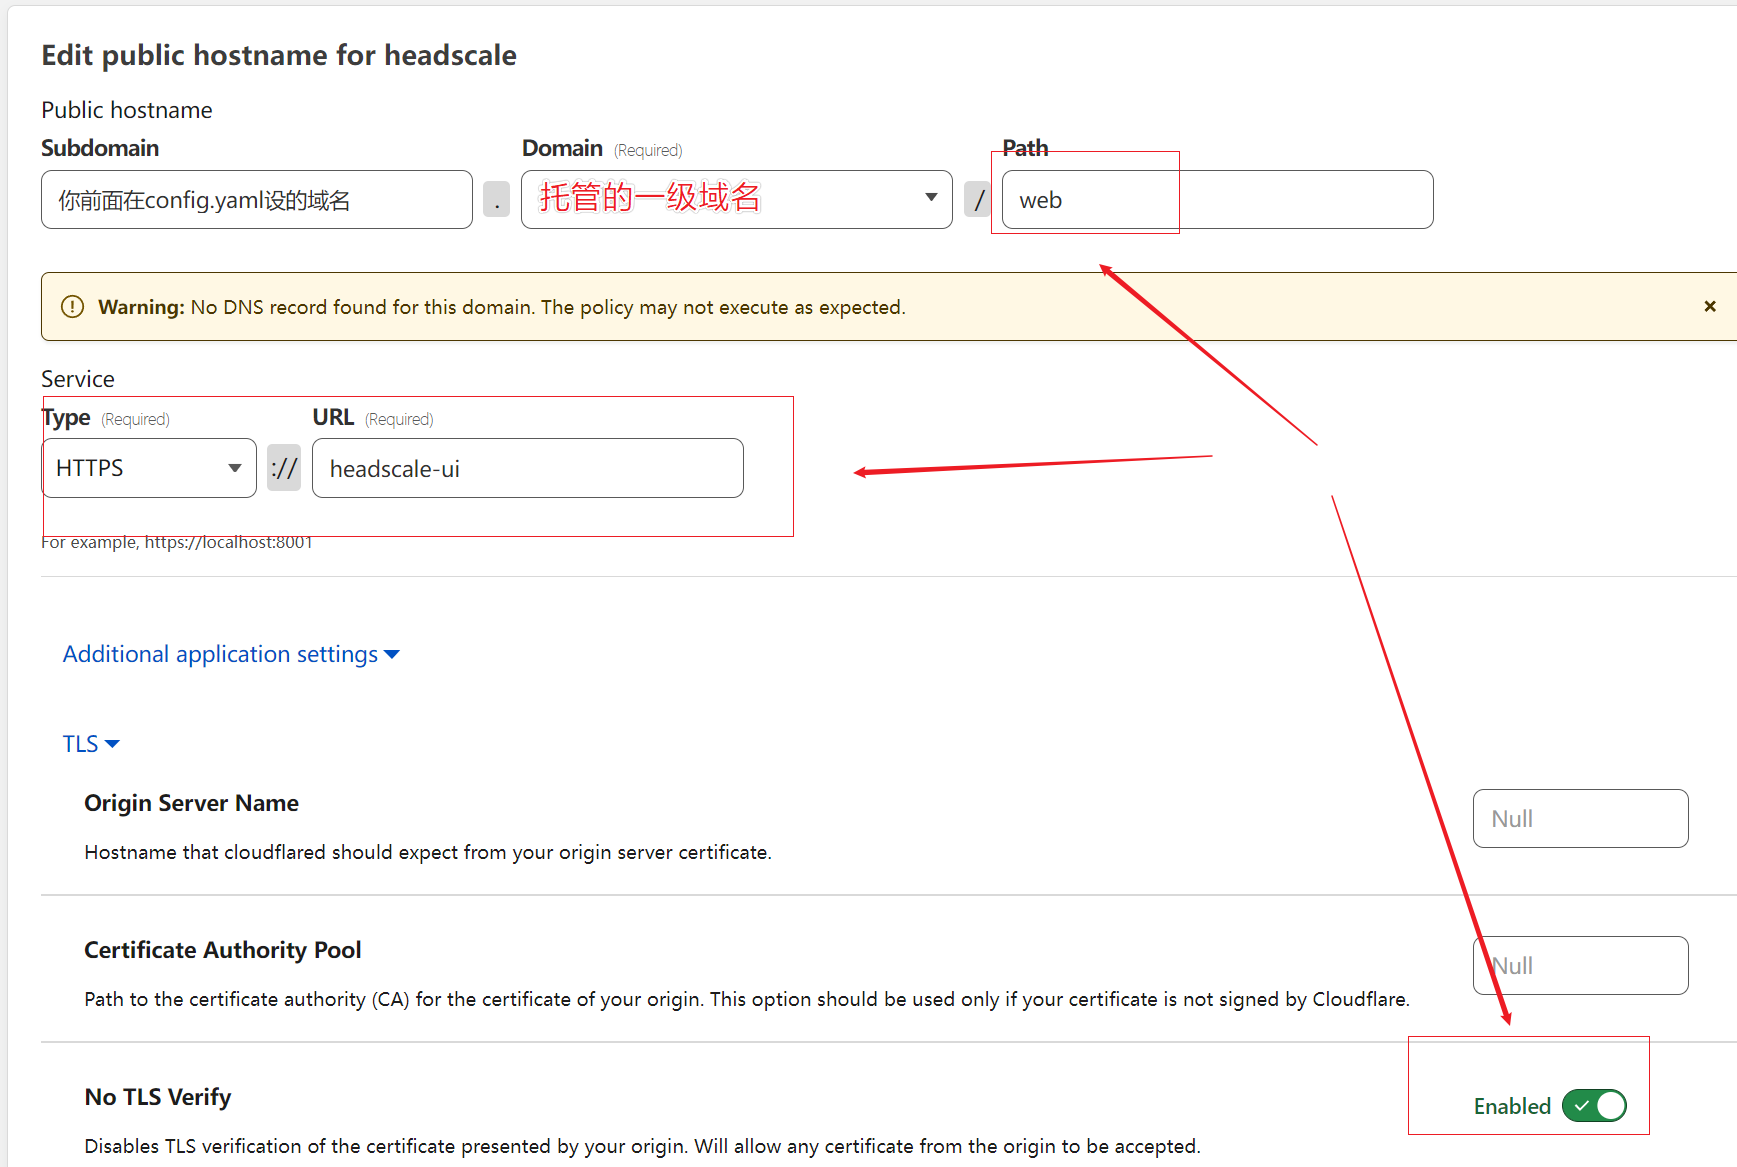 Edit public hostname for headscale
Public hostname
Subdomain
Domain (Required)
Path
你前面在config.yaml设的域名
.
托管的一级域名
/
web
Warning: No DNS record found for this domain. The policy may not execute as expected.
Service
Type (Required)
URL (Required)
HTTPS
://
headscale-ui
For example, https://localhost:8001
Additional application settings
TLS
Origin Server Name
Null
Hostname that cloudflared should expect from your origin server certificate.
Certificate Authority Pool
Null
Path to the certificate authority (CA) for the certificate of your origin. This option should be used only if your certificate is not signed by Cloudflare.
No TLS Verify
Enabled
Disables TLS verification of the certificate presented by your origin. Will allow any certificate from the origin to be accepted.